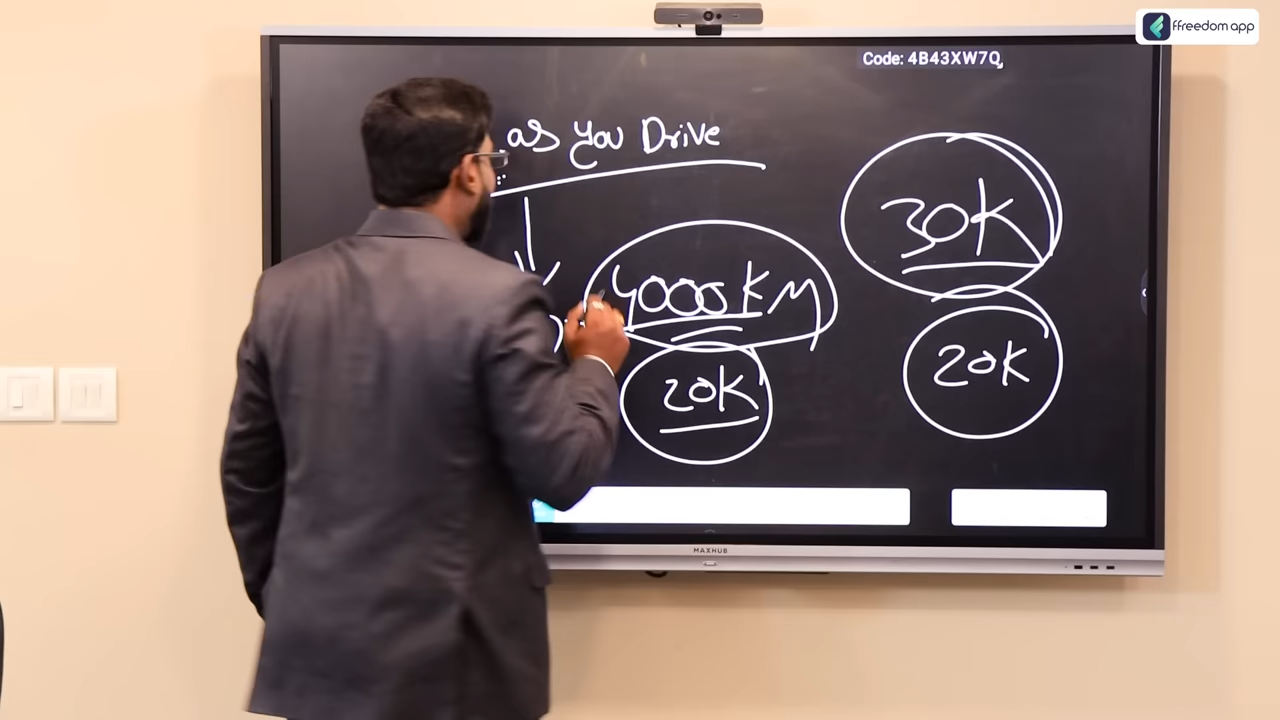 ffreedom app
Code: 4B43XW7Q
as you Drive
30K
4000 KM
20K
20K
MAXHUB